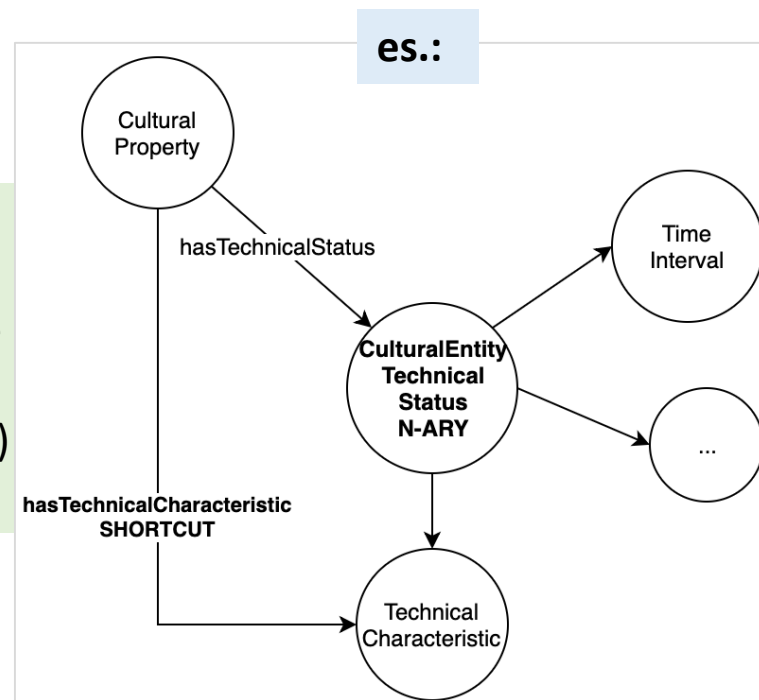 es.:
Cultural
Property
hasTechnicalStatus
Time
Interval
CulturalEntity
Technical
Status
N-ARY
...
)
hasTechnicalCharacteristic
SHORTCUT
Technical
Characteristic